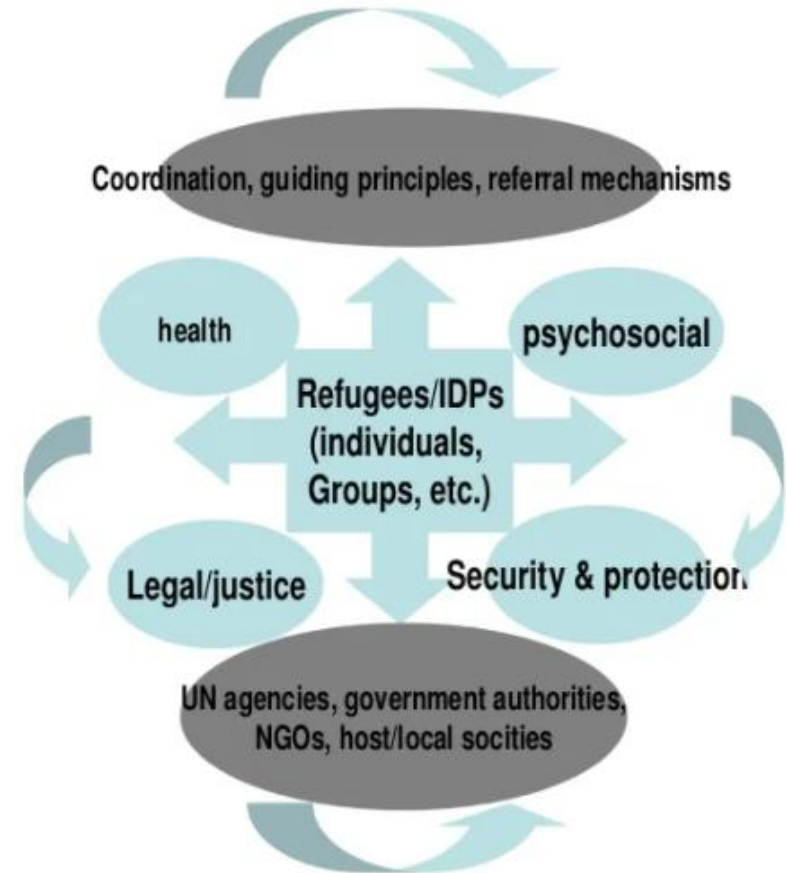 Coordination, guiding principles, referral mechanisms
health
psychosocial
Refugees/IDPs
(individuals,
Groups, etc.)
Legal/justice
Security & protection
UN agencies, government authorities,
NGOs, host/local socities